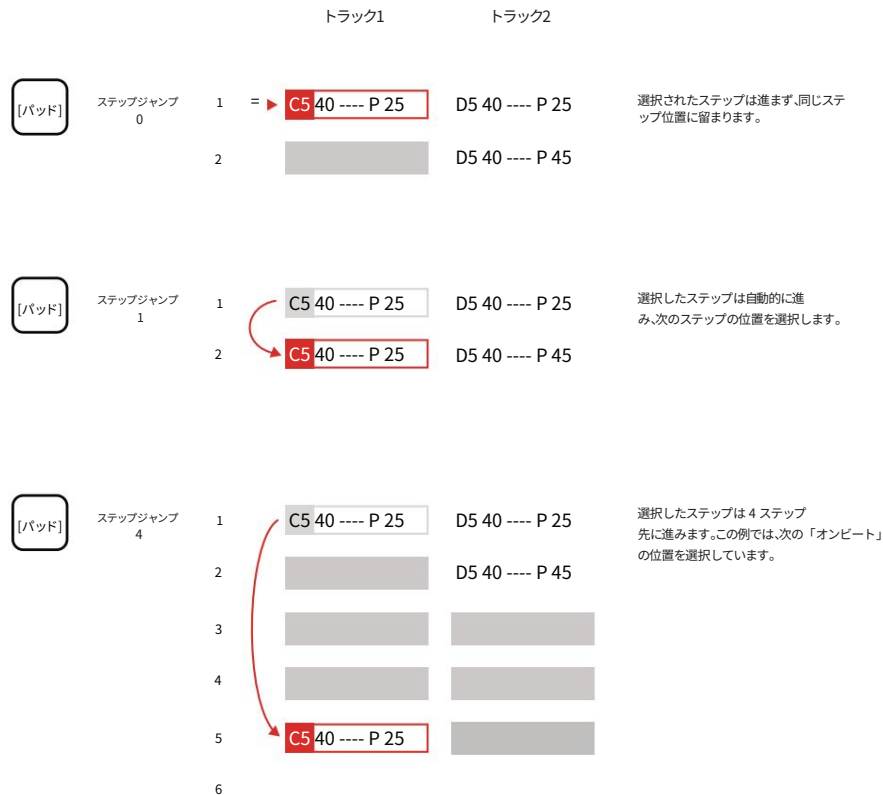 トラック1 トラック2
[パッド] ステップジャンプ 1 = C5 40 ---- P 25 D5 40 ---- P 25 選択されたステップは進まず、同じステ
0 ップ位置に留まります。
2 D5 40 ---- P 45
[パッド] ステップジャンプ 1 C5 40 ---- P 25 D5 40 ---- P 25 選択したステップは自動的に進
1 み、次のステップの位置を選択します。
2 C5 40 ---- P 25 D5 40 ---- P 45
[パッド] ステップジャンプ 1 C5 40 ---- P 25 D5 40 ---- P 25 選択したステップは 4 ステップ
4 先に進みます。この例では、次の「オンビート」
の位置を選択しています。
2 D5 40 ---- P 45
3
4
5 C5 40 ---- P 25
6